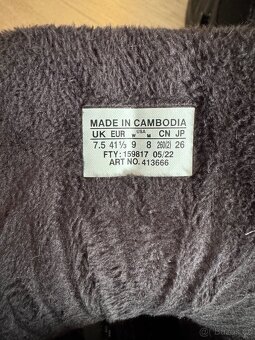 MADE IN CAMBODIA
UK EUR USA W M CN JP
7.5 41⅓ 9 8 260(2) 26
FTY: 159817 05/22
ART NO. 413666